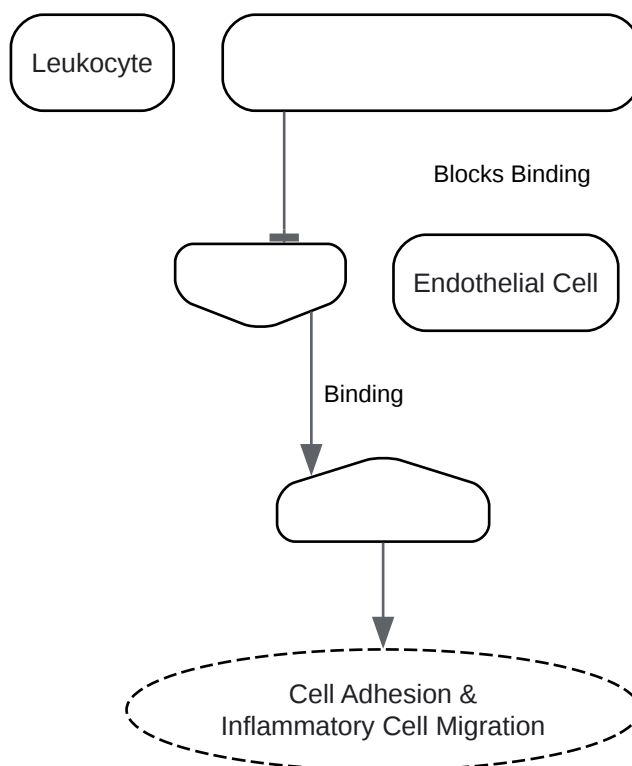 Leukocyte
Blocks Binding
Endothelial Cell
Binding
Cell Adhesion &
Inflammatory Cell Migration